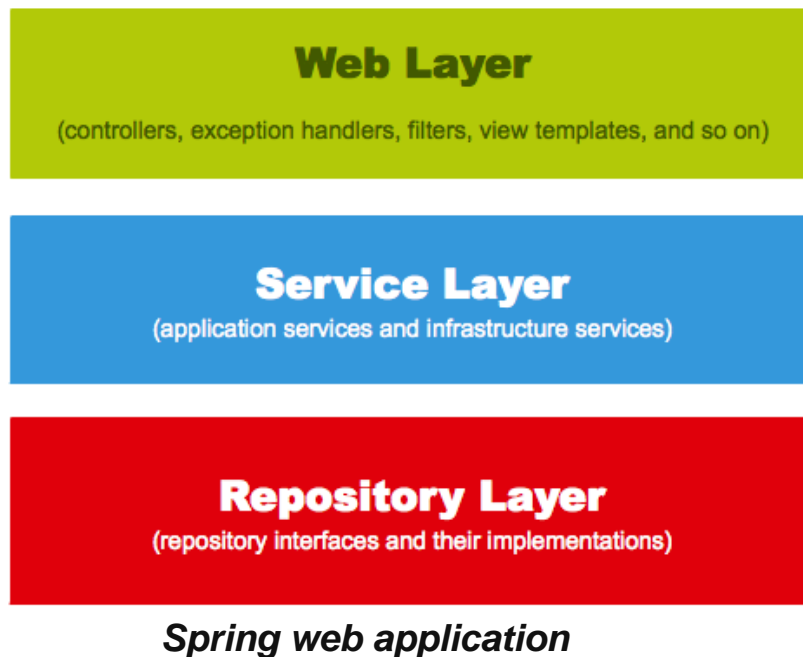 Web Layer
(controllers, exception handlers, filters, view templates, and so on)
Service Layer
(application services and infrastructure services)
Repository Layer
(repository interfaces and their implementations)
Spring web application